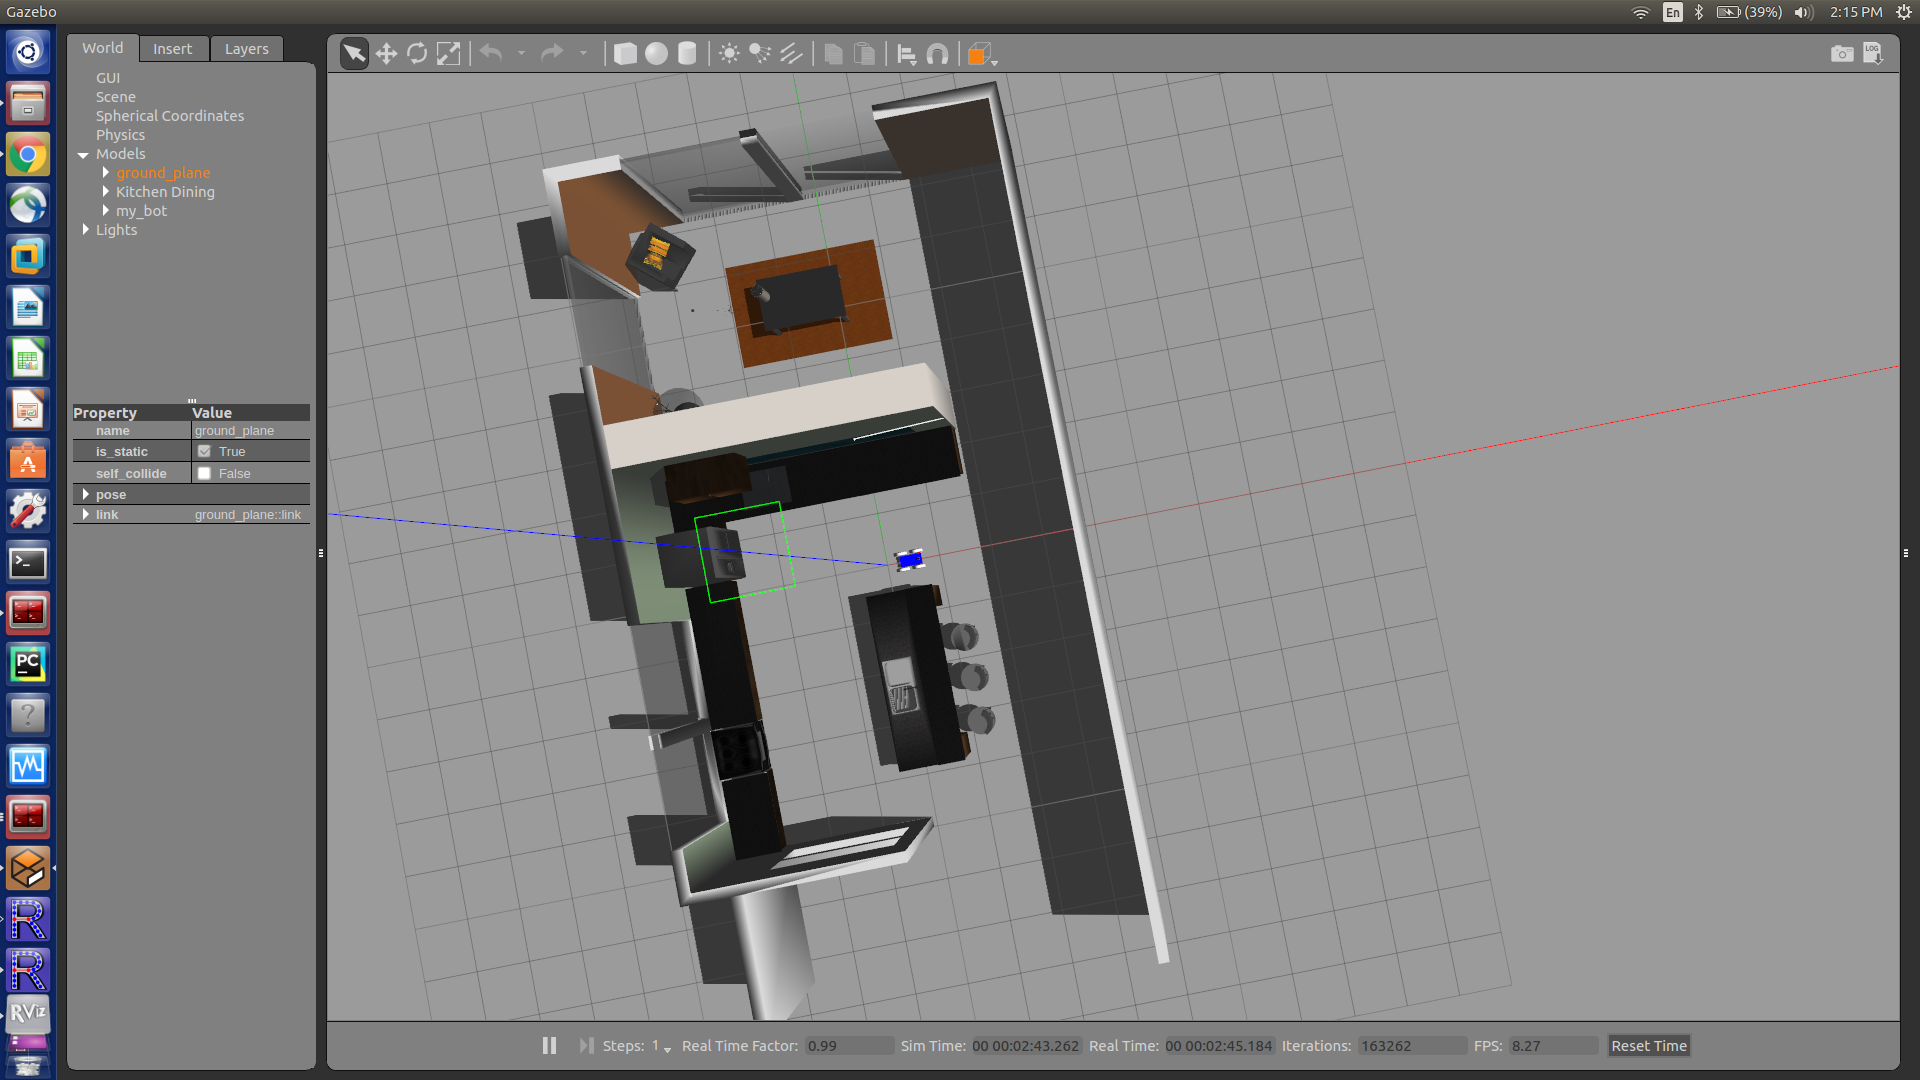 Gazebo
En
(39%)
2:15 PM
World
Insert
Layers
LOG
GUI
Scene
Spherical Coordinates
Physics
Models
ground_plane
Kitchen Dining
my_bot
Lights
Property Value
name ground_plane
is_static True
self_collide False
pose
link ground_plane::link
PC
?
A
R
R
RViz
Steps: 1 Real Time Factor: 0.99 Sim Time: 00 00:02:43.262 Real Time: 00 00:02:45.184 Iterations: 163262 FPS: 8.27 Reset Time